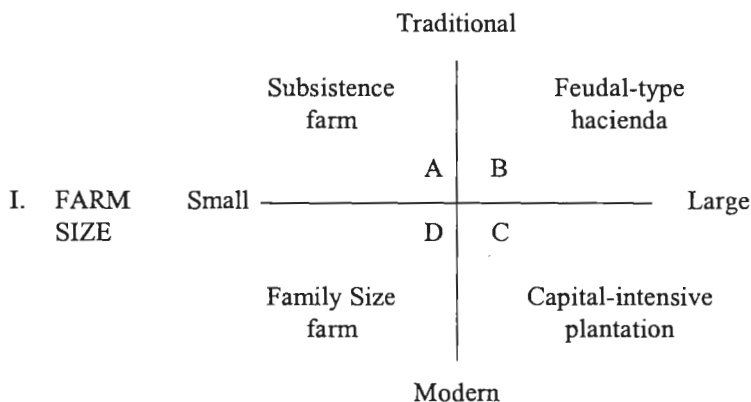 Traditional
Subsistence Feudal-type
farm hacienda
A B
I. FARM Small Large
SIZE D C
Family Size Capital-intensive
farm plantation
Modern